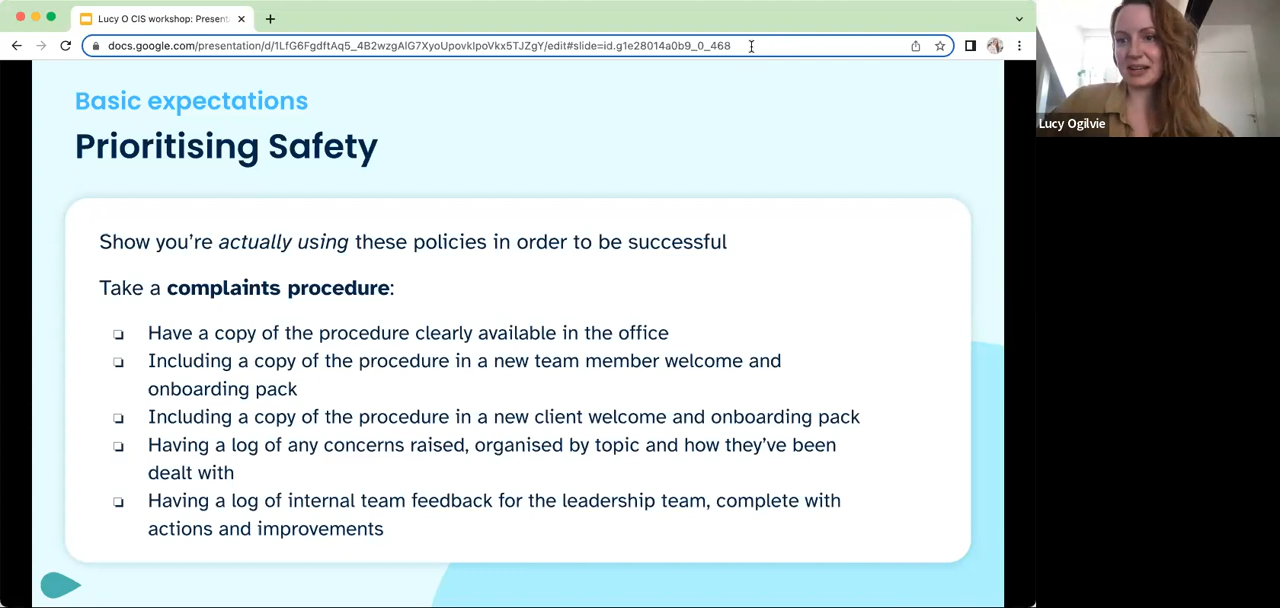 Lucy O CIS workshop: Present
docs.google.com/presentation/d/1LfG6FgdftAq5_4B2wzgAlG7XyoUpovklpoVkx5TJZgY/edit#slide=id.g1e28014a0b9_0_468
Lucy Ogilvie
Basic expectations
Prioritising Safety
Show you're actually using these policies in order to be successful
Take a complaints procedure:
Have a copy of the procedure clearly available in the office
Including a copy of the procedure in a new team member welcome and
onboarding pack
Including a copy of the procedure in a new client welcome and onboarding pack
Having a log of any concerns raised, organised by topic and how they've been
dealt with
Having a log of internal team feedback for the leadership team, complete with
actions and improvements